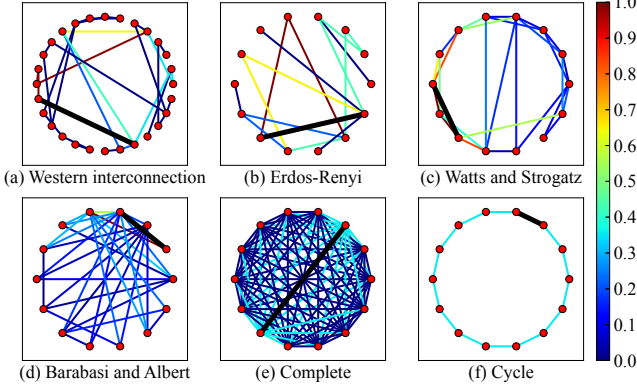 (a) Western interconnection
(b) Erdos-Renyi
(c) Watts and Strogatz
(d) Barabasi and Albert
(e) Complete
(f) Cycle
1.0
0.9
0.8
0.7
0.6
0.5
0.4
0.3
0.2
0.1
0.0